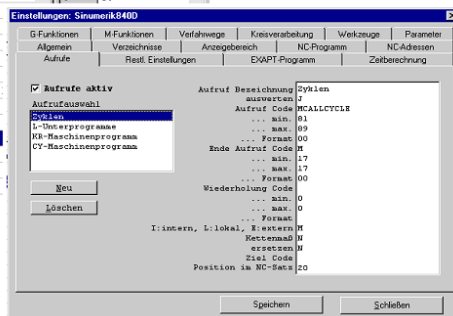 Einstellungen: Sinumerik840D
G-Funktionen M-Funktionen Verfahrwege Kreisverarbeitung Werkzeuge Parameter
Allgemein Verzeichnisse Anzeigebereich NC-Programm NC-Adressen
Aufrufe Restl. Einstellungen EXAPT-Programm Zeitberechnung
Aufrufe aktiv
Aufrufauswahl
Zyklen
L-Unterprogramme
KR-Maschinenprogramm
CY-Maschinenprogramm
Neu
Löschen
Aufruf Bezeichnung Zyklen
auswerten J
Aufruf Code MCALLCYCLE
... min. 81
... max. 89
... Format 00
Ende Aufruf Code M
... min. 17
... max. 17
... Format 00
Wiederholung Code
... min. 0
... max. 0
... Format
I:intern, L:lokal, E:extern M
Kettenmaß N
ersetzen N
Ziel Code
Position im NC-Satz 20
Speichern Schließen